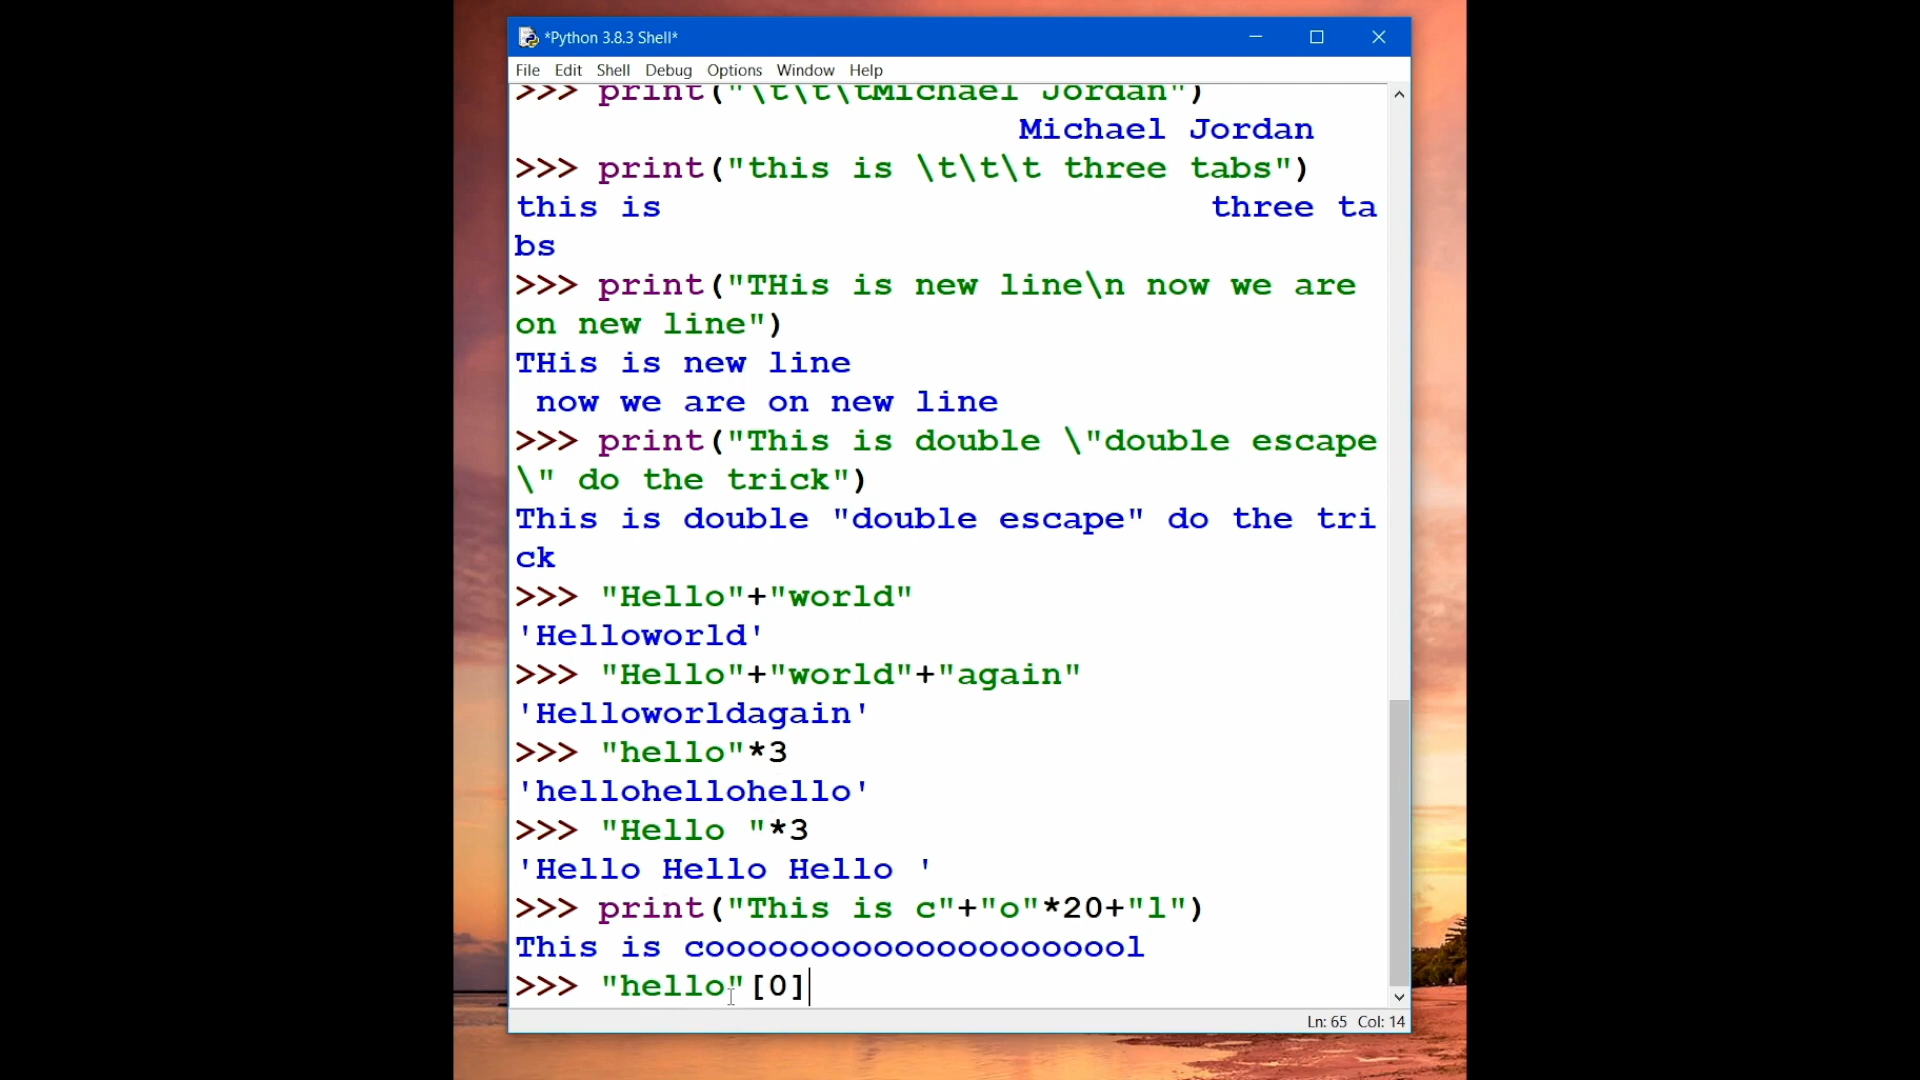 *Python 3.8.3 Shell*
File Edit Shell Debug Options Window Help
>>> print("\t\t\tMichael Jordan")
Michael Jordan
>>> print("this is \t\t\t three tabs")
this is three ta
bs
>>> print("THis is new line\n now we are
on new line")
THis is new line
now we are on new line
>>> print("This is double \"double escape
\" do the trick")
This is double "double escape" do the tri
ck
>>> "Hello"+"world"
'Helloworld'
>>> "Hello"+"world"+"again"
'Helloworldagain'
>>> "hello"*3
'hellohellohello'
>>> "Hello "*3
'Hello Hello Hello '
>>> print("This is c"+"o"*20+"l")
This is cooooooooooooooooooool
>>> "hello"[0]
Ln: 65 Col: 14